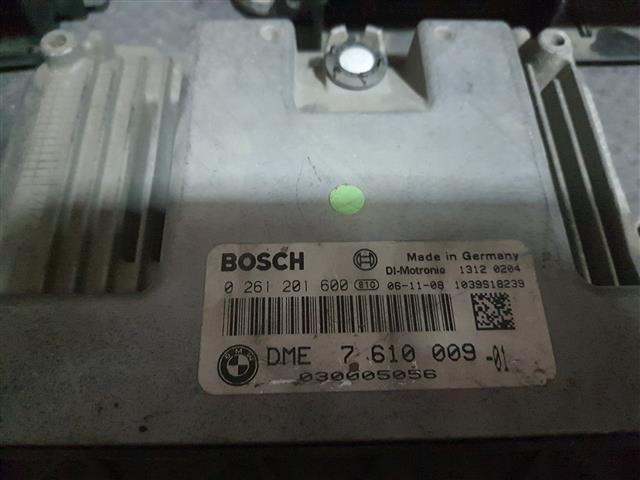 BOSCH
Made in Germany
DI-Motronic 1312 0204
0 261 201 600 810 06-11-08 1039S18239
BMW
DME 7 610 009-01
030005056